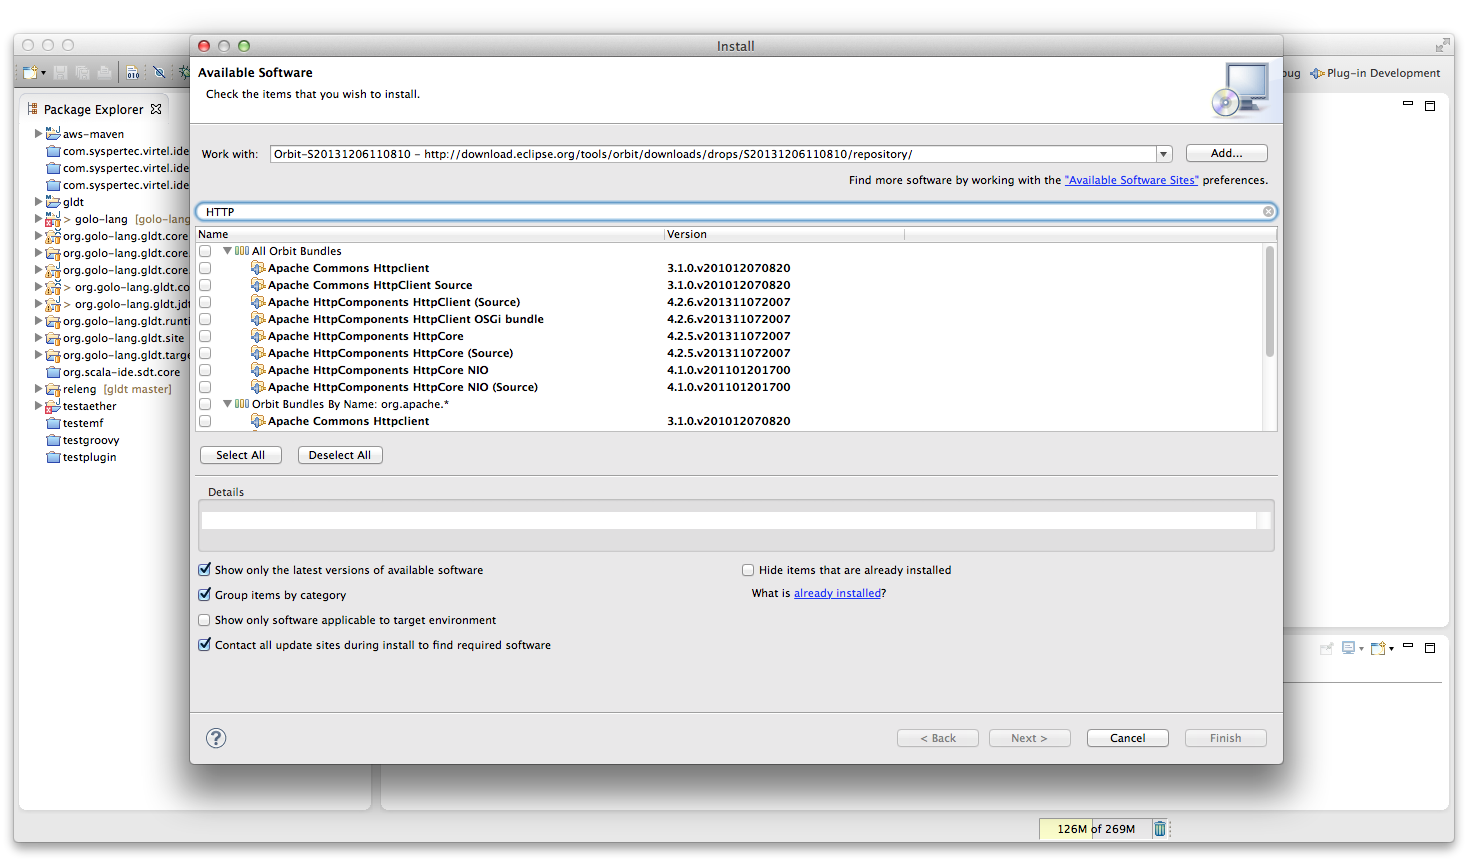 Install
Available Software
Check the items that you wish to install.
bug
Plug-in Development
Package Explorer
aws-maven
com.syspertec.virtel.ide
com.syspertec.virtel.ide
com.syspertec.virtel.ide
gldt
> golo-lang [golo-lang
org.golo-lang.gldt.core
org.golo-lang.gldt.core
org.golo-lang.gldt.core
> org.golo-lang.gldt.co
> org.golo-lang.gldt.jdt
org.golo-lang.gldt.runti
org.golo-lang.gldt.site
org.golo-lang.gldt.targe
org.scala-ide.sdt.core
releng [gldt master]
testaether
testemf
testgroovy
testplugin
Work with: Orbit-S20131206110810 - http://download.eclipse.org/tools/orbit/downloads/drops/S20131206110810/repository/ Add...
Find more software by working with the "Available Software Sites" preferences.
HTTP
Name Version
All Orbit Bundles
Apache Commons Httpclient 3.1.0.v201012070820
Apache Commons HttpClient Source 3.1.0.v201012070820
Apache HttpComponents HttpClient (Source) 4.2.6.v201311072007
Apache HttpComponents HttpClient OSGi bundle 4.2.6.v201311072007
Apache HttpComponents HttpCore 4.2.5.v201311072007
Apache HttpComponents HttpCore (Source) 4.2.5.v201311072007
Apache HttpComponents HttpCore NIO 4.1.0.v201101201700
Apache HttpComponents HttpCore NIO (Source) 4.1.0.v201101201700
Orbit Bundles By Name: org.apache.*
Apache Commons Httpclient 3.1.0.v201012070820
Select All Deselect All
Details
Show only the latest versions of available software
Hide items that are already installed
Group items by category
What is already installed?
Show only software applicable to target environment
Contact all update sites during install to find required software
? < Back Next > Cancel Finish
126M of 269M